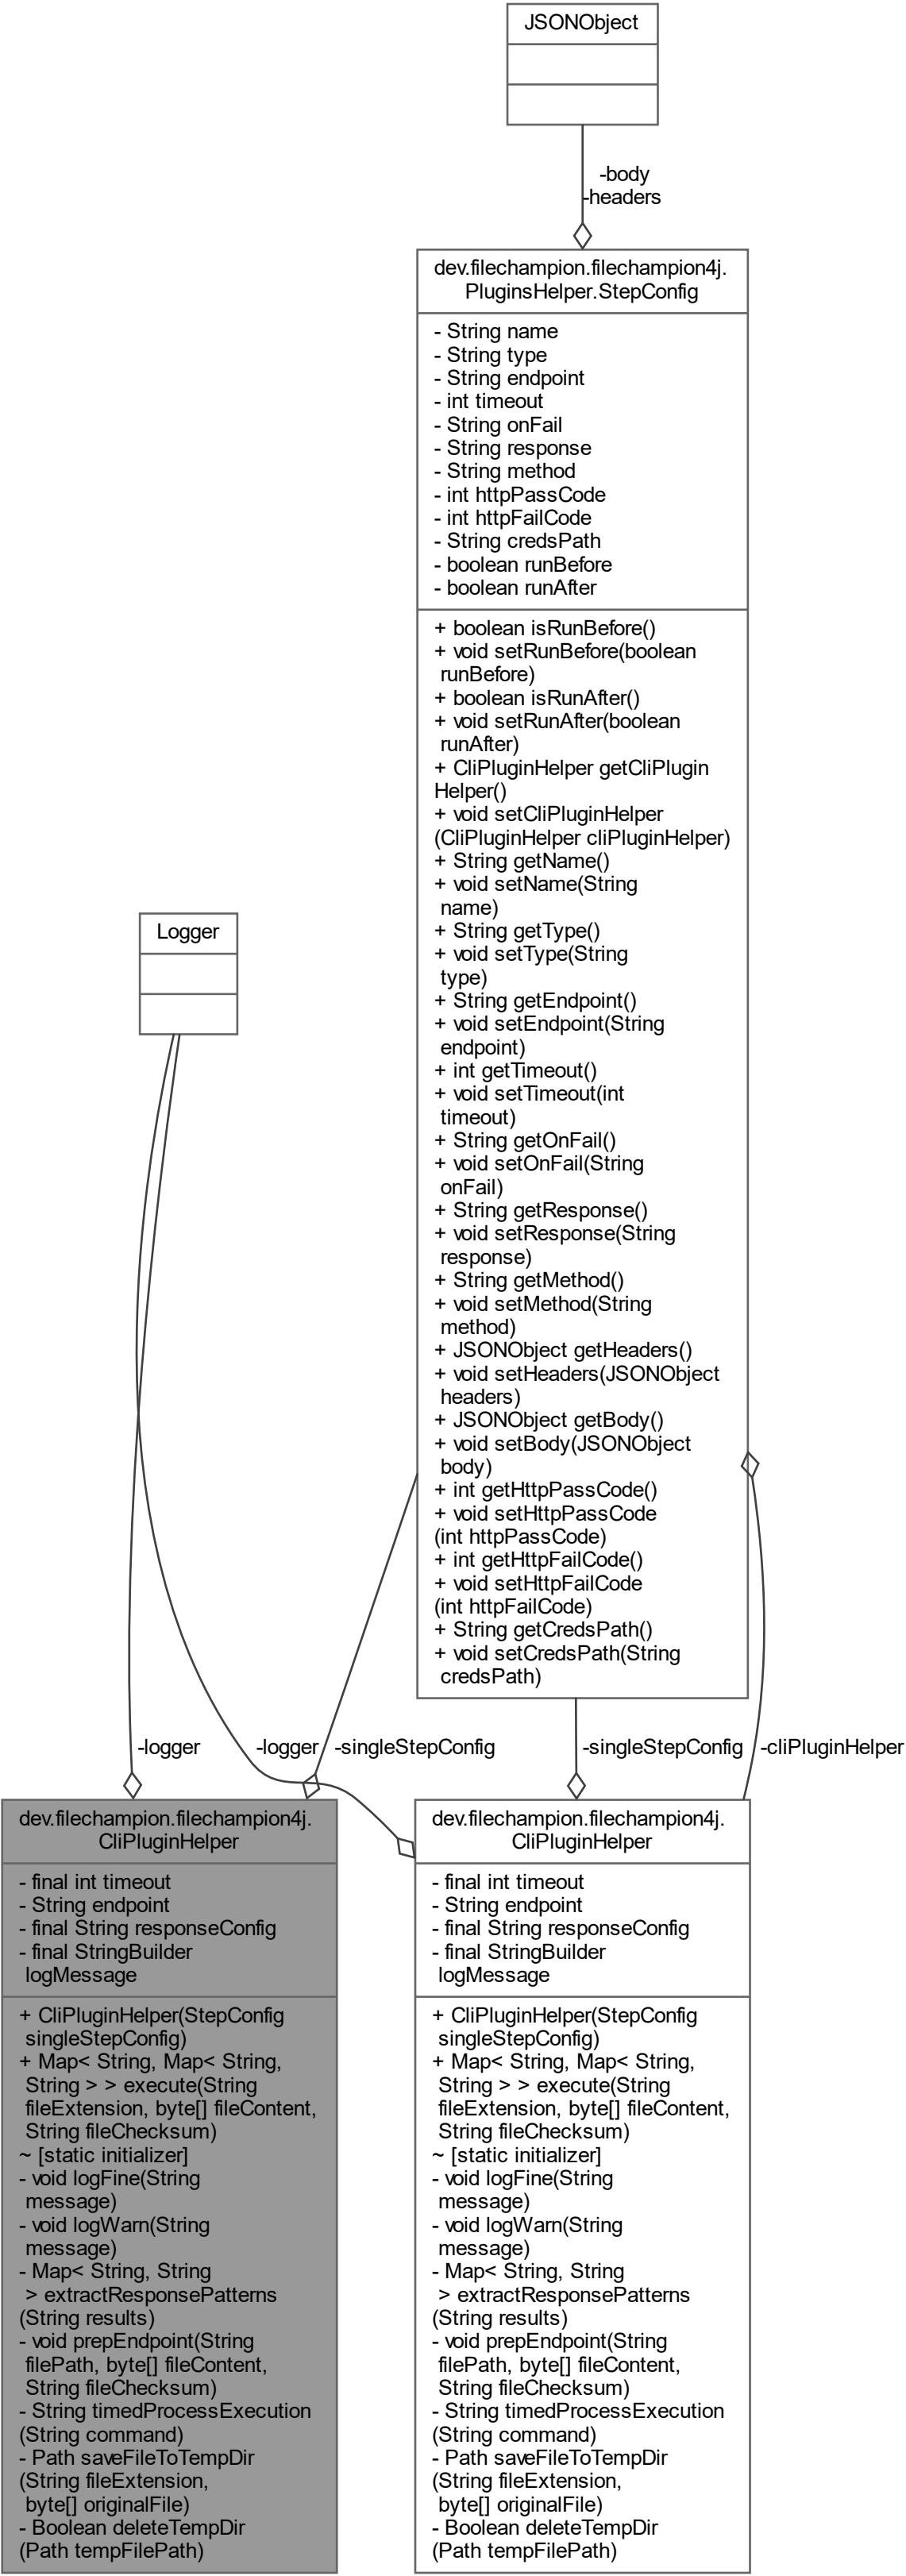 JSONObject
-body
-headers
dev.filechampion.filechampion4j.
PluginsHelper.StepConfig
- String name
- String type
- String endpoint
- int timeout
- String onFail
- String response
- String method
- int httpPassCode
- int httpFailCode
- String credsPath
- boolean runBefore
- boolean runAfter
+ boolean isRunBefore()
+ void setRunBefore(boolean
runBefore)
+ boolean isRunAfter()
+ void setRunAfter(boolean
runAfter)
+ CliPluginHelper getCliPlugin
Helper()
+ void setCliPluginHelper
(CliPluginHelper cliPluginHelper)
+ String getName()
+ void setName(String
name)
+ String getType()
+ void setType(String
type)
+ String getEndpoint()
+ void setEndpoint(String
endpoint)
+ int getTimeout()
+ void setTimeout(int
timeout)
+ String getOnFail()
+ void setOnFail(String
onFail)
+ String getResponse()
+ void setResponse(String
response)
+ String getMethod()
+ void setMethod(String
method)
+ JSONObject getHeaders()
+ void setHeaders(JSONObject
headers)
+ JSONObject getBody()
+ void setBody(JSONObject
body)
+ int getHttpPassCode()
+ void setHttpPassCode
(int httpPassCode)
+ int getHttpFailCode()
+ void setHttpFailCode
(int httpFailCode)
+ String getCredsPath()
+ void setCredsPath(String
credsPath)
Logger
-logger
-logger
-singleStepConfig
-singleStepConfig
-cliPluginHelper
dev.filechampion.filechampion4j.
CliPluginHelper
- final int timeout
- String endpoint
- final String responseConfig
- final StringBuilder
logMessage
+ CliPluginHelper(StepConfig
singleStepConfig)
+ Map< String, Map< String,
String > > execute(String
fileExtension, byte[] fileContent,
String fileChecksum)
~ [static initializer]
- void logFine(String
message)
- void logWarn(String
message)
- Map< String, String
> extractResponsePatterns
(String results)
- void prepEndpoint(String
filePath, byte[] fileContent,
String fileChecksum)
- String timedProcessExecution
(String command)
- Path saveFileToTempDir
(String fileExtension,
byte[] originalFile)
- Boolean deleteTempDir
(Path tempFilePath)
dev.filechampion.filechampion4j.
CliPluginHelper
- final int timeout
- String endpoint
- final String responseConfig
- final StringBuilder
logMessage
+ CliPluginHelper(StepConfig
singleStepConfig)
+ Map< String, Map< String,
String > > execute(String
fileExtension, byte[] fileContent,
String fileChecksum)
~ [static initializer]
- void logFine(String
message)
- void logWarn(String
message)
- Map< String, String
> extractResponsePatterns
(String results)
- void prepEndpoint(String
filePath, byte[] fileContent,
String fileChecksum)
- String timedProcessExecution
(String command)
- Path saveFileToTempDir
(String fileExtension,
byte[] originalFile)
- Boolean deleteTempDir
(Path tempFilePath)